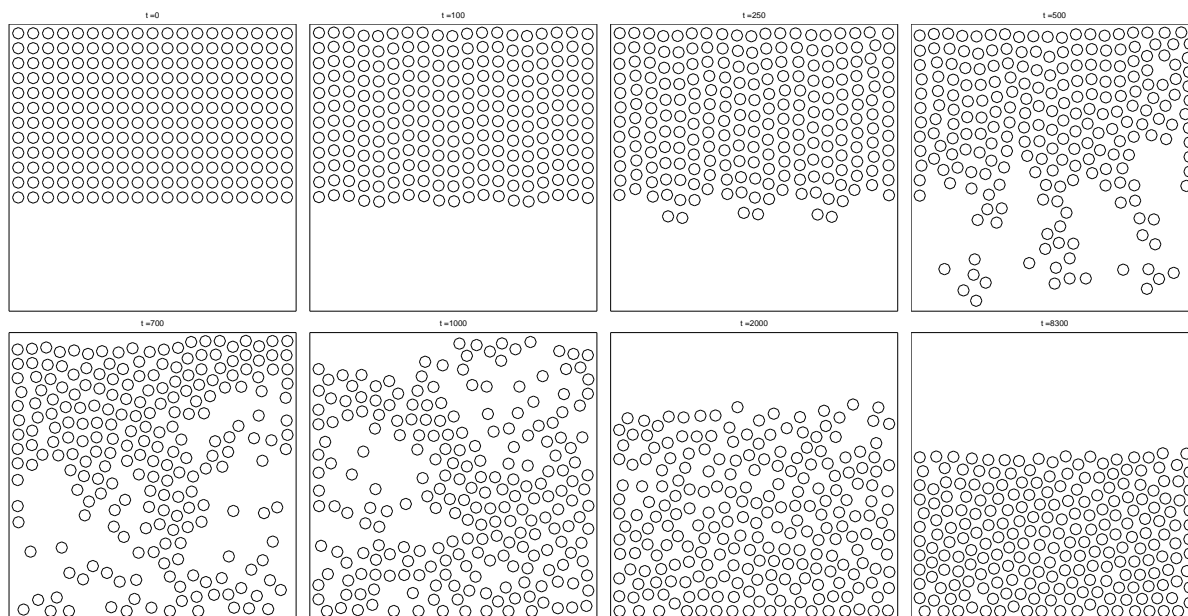 t =0
t =100
t =250
t =500
t =700
t =1000
t =2000
t =8300